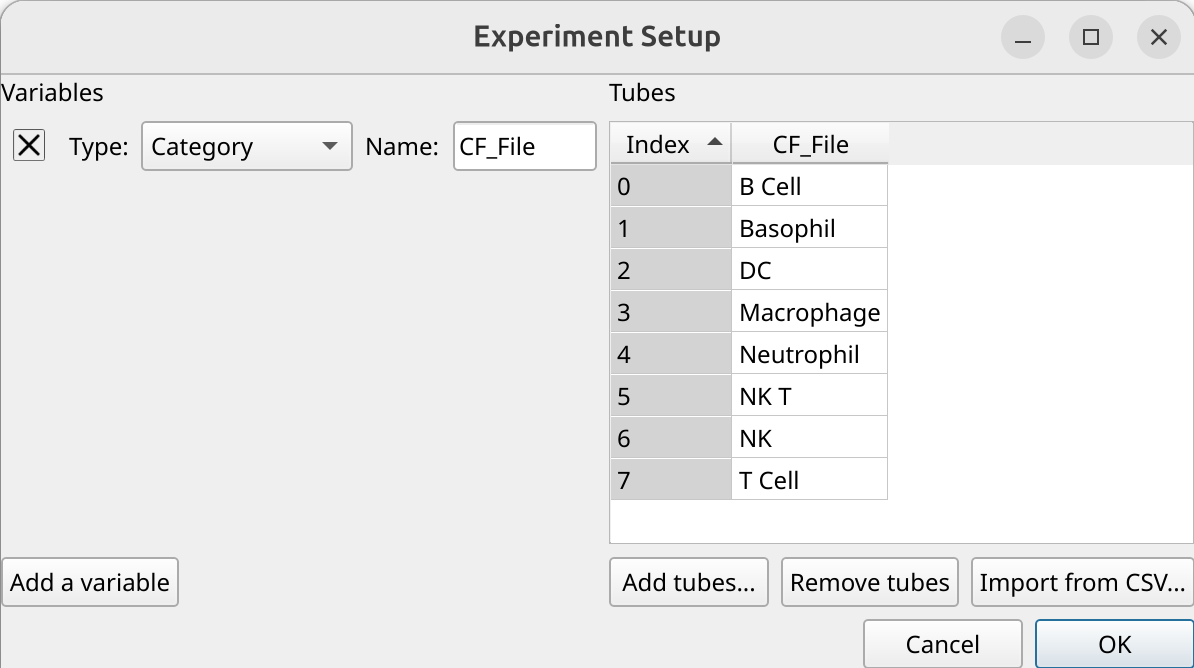 Experiment Setup
Variables
Type: Category Name: CF_File
Add a variable
Tubes
Index CF_File
0 B Cell
1 Basophil
2 DC
3 Macrophage
4 Neutrophil
5 NK T
6 NK
7 T Cell
Add tubes... Remove tubes Import from CSV...
Cancel OK